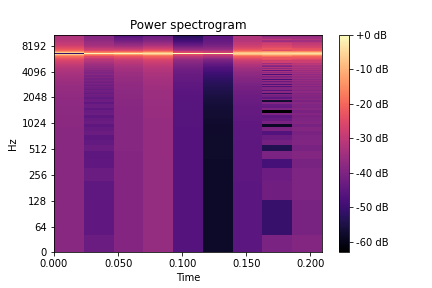 Power spectrogram
8192
4096
2048
1024
512
256
128
64
0
Hz
0.000
0.050
0.100
0.150
0.200
Time
+0 dB
-10 dB
-20 dB
-30 dB
-40 dB
-50 dB
-60 dB